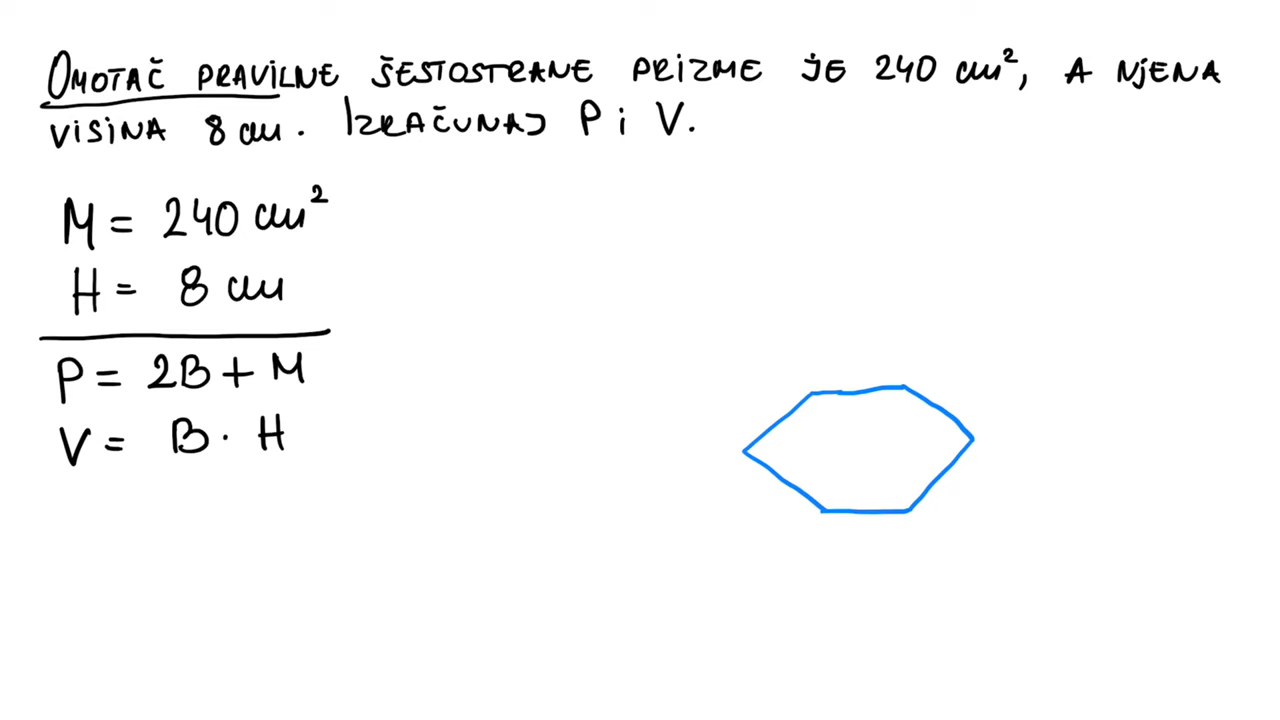 OMOTAČ PRAVILNE ŠESTOSTRANE PRIZME JE 240 cm², A NJENA
VISINA 8 cm. IZRAČUNAJ P i V.
M = 240 cm²
H = 8 cm
P = 2B + M
V = B · H